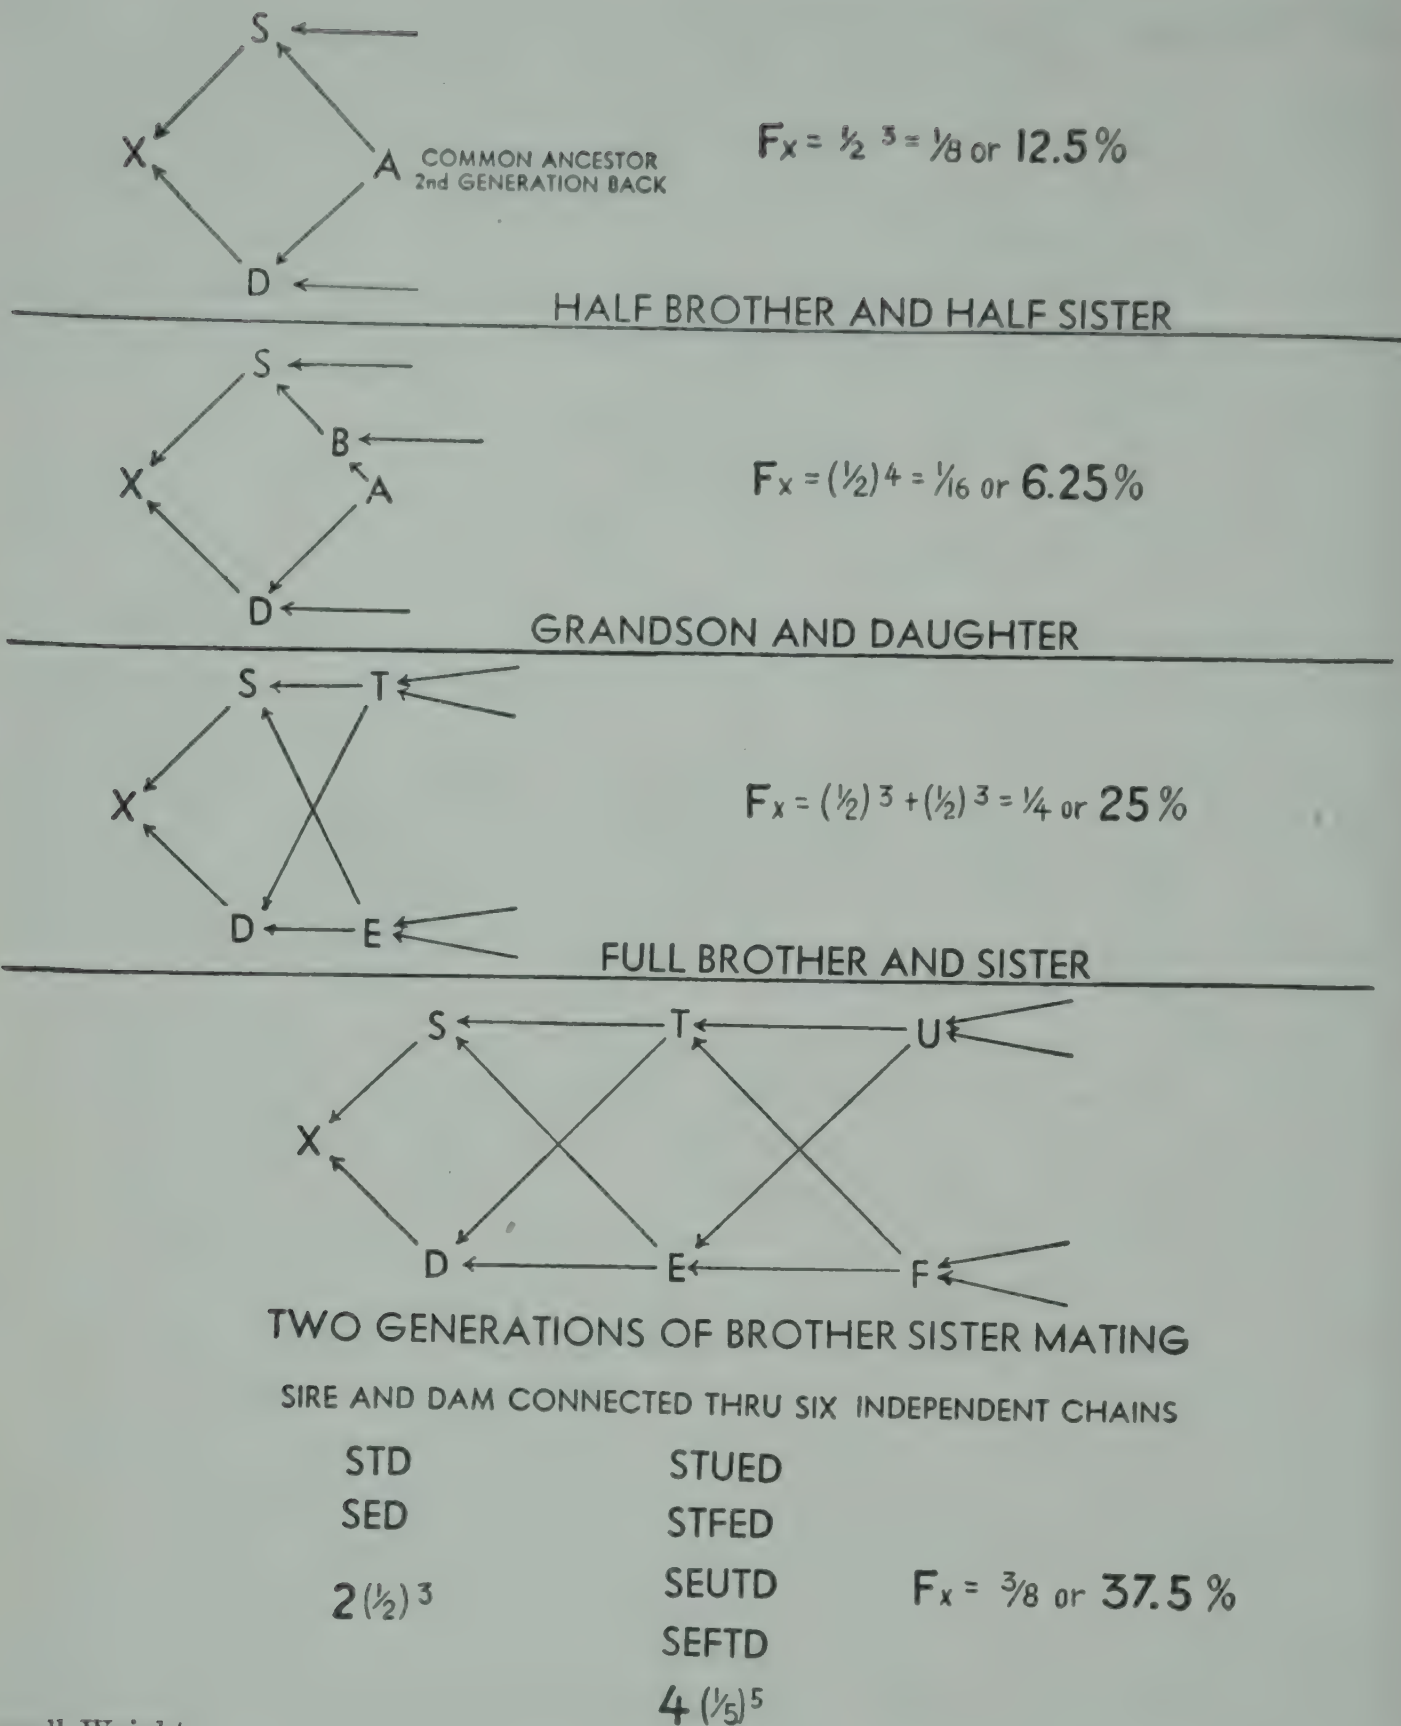 S
X
A COMMON ANCESTOR
2nd GENERATION BACK
D
Fx = ½ ³ = ⅛ or 12.5%
HALF BROTHER AND HALF SISTER
S
B
X
A
D
Fx = (½)⁴ = 1/16 or 6.25%
GRANDSON AND DAUGHTER
S T
X
D E
Fx = (½)³ + (½)³ = ¼ or 25%
FULL BROTHER AND SISTER
S T U
X
D E F
TWO GENERATIONS OF BROTHER SISTER MATING
SIRE AND DAM CONNECTED THRU SIX INDEPENDENT CHAINS
STD
SED
2(½)³
STUED
STFED
SEUTD
SEFTD
4(⅕)⁵
Fx = ⅜ or 37.5%